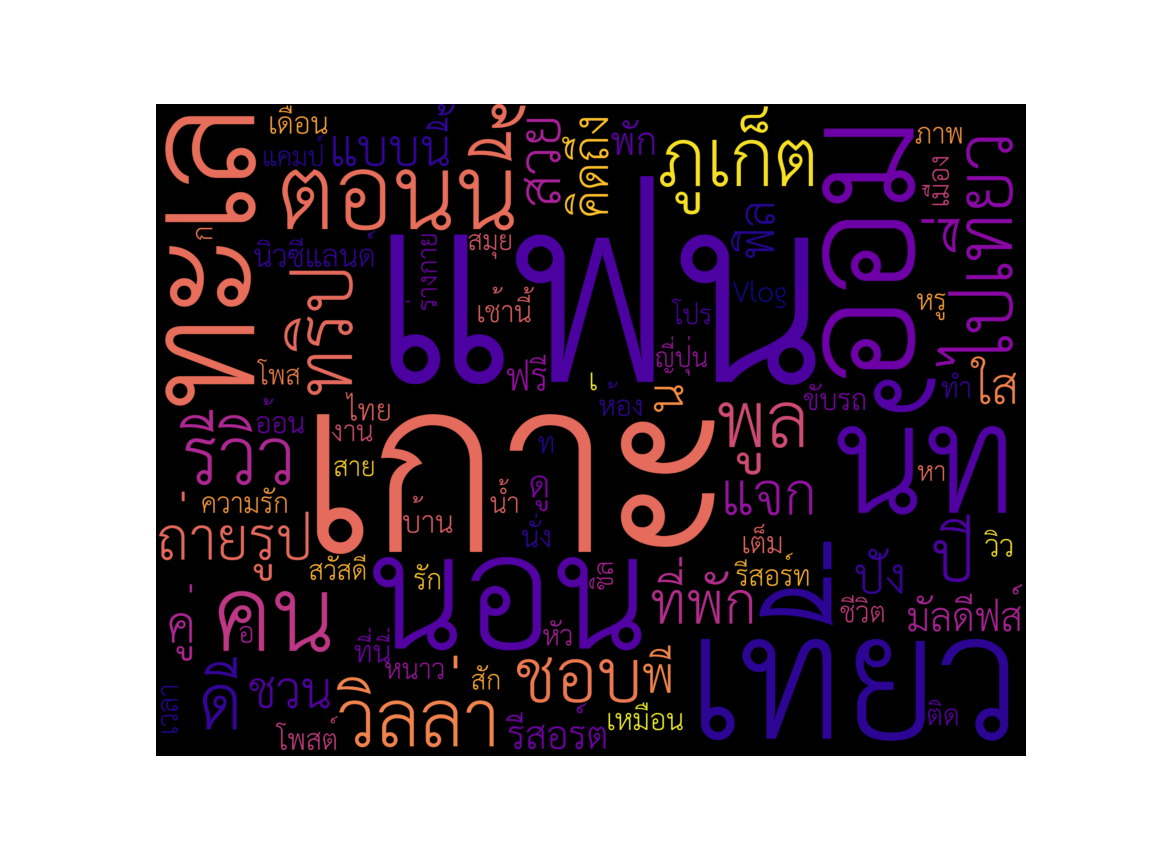 เดือน
แคมป์
แบบนี้
ตอนนี้
สวย
คิดถึง
พัก
ภูเก็ต
ออม
ภาพ
เมือง
ไปเที่ยว
ทะเล
ก
นิวซีแลนด์
ทริป
ร่างกาย
สมุย
เช้านี้
แฟน
ฟิล
Vlog
โปร
ญี่ปุ่น
หรู
โพส
ฟรี
เ
ห้อง
น
ขับรถ
ทำ
ใส
ไทย
อ้อน
งาน
รีวิว
สาย
เกาะ
ท
พูล
นัท
หา
ความรัก
ดู
แจก
บ้าน
น้ำ
นั่ง
ถ่ายรูป
เต็ม
ปี
วิว
สวัสดี
รัก
ชิล
รีสอร์ท
ปัง
คู่
คน
อ
นอน
ที่พัก
ชีวิต
มัลดีฟส์
ที่นี่
หัว
หนาว
เที่ยว
เวลา
ดี
ชวน
วิลล่า
สัก
ชอบ
พี่
โพสต์
รีสอร์ต
เหมือน
ติด